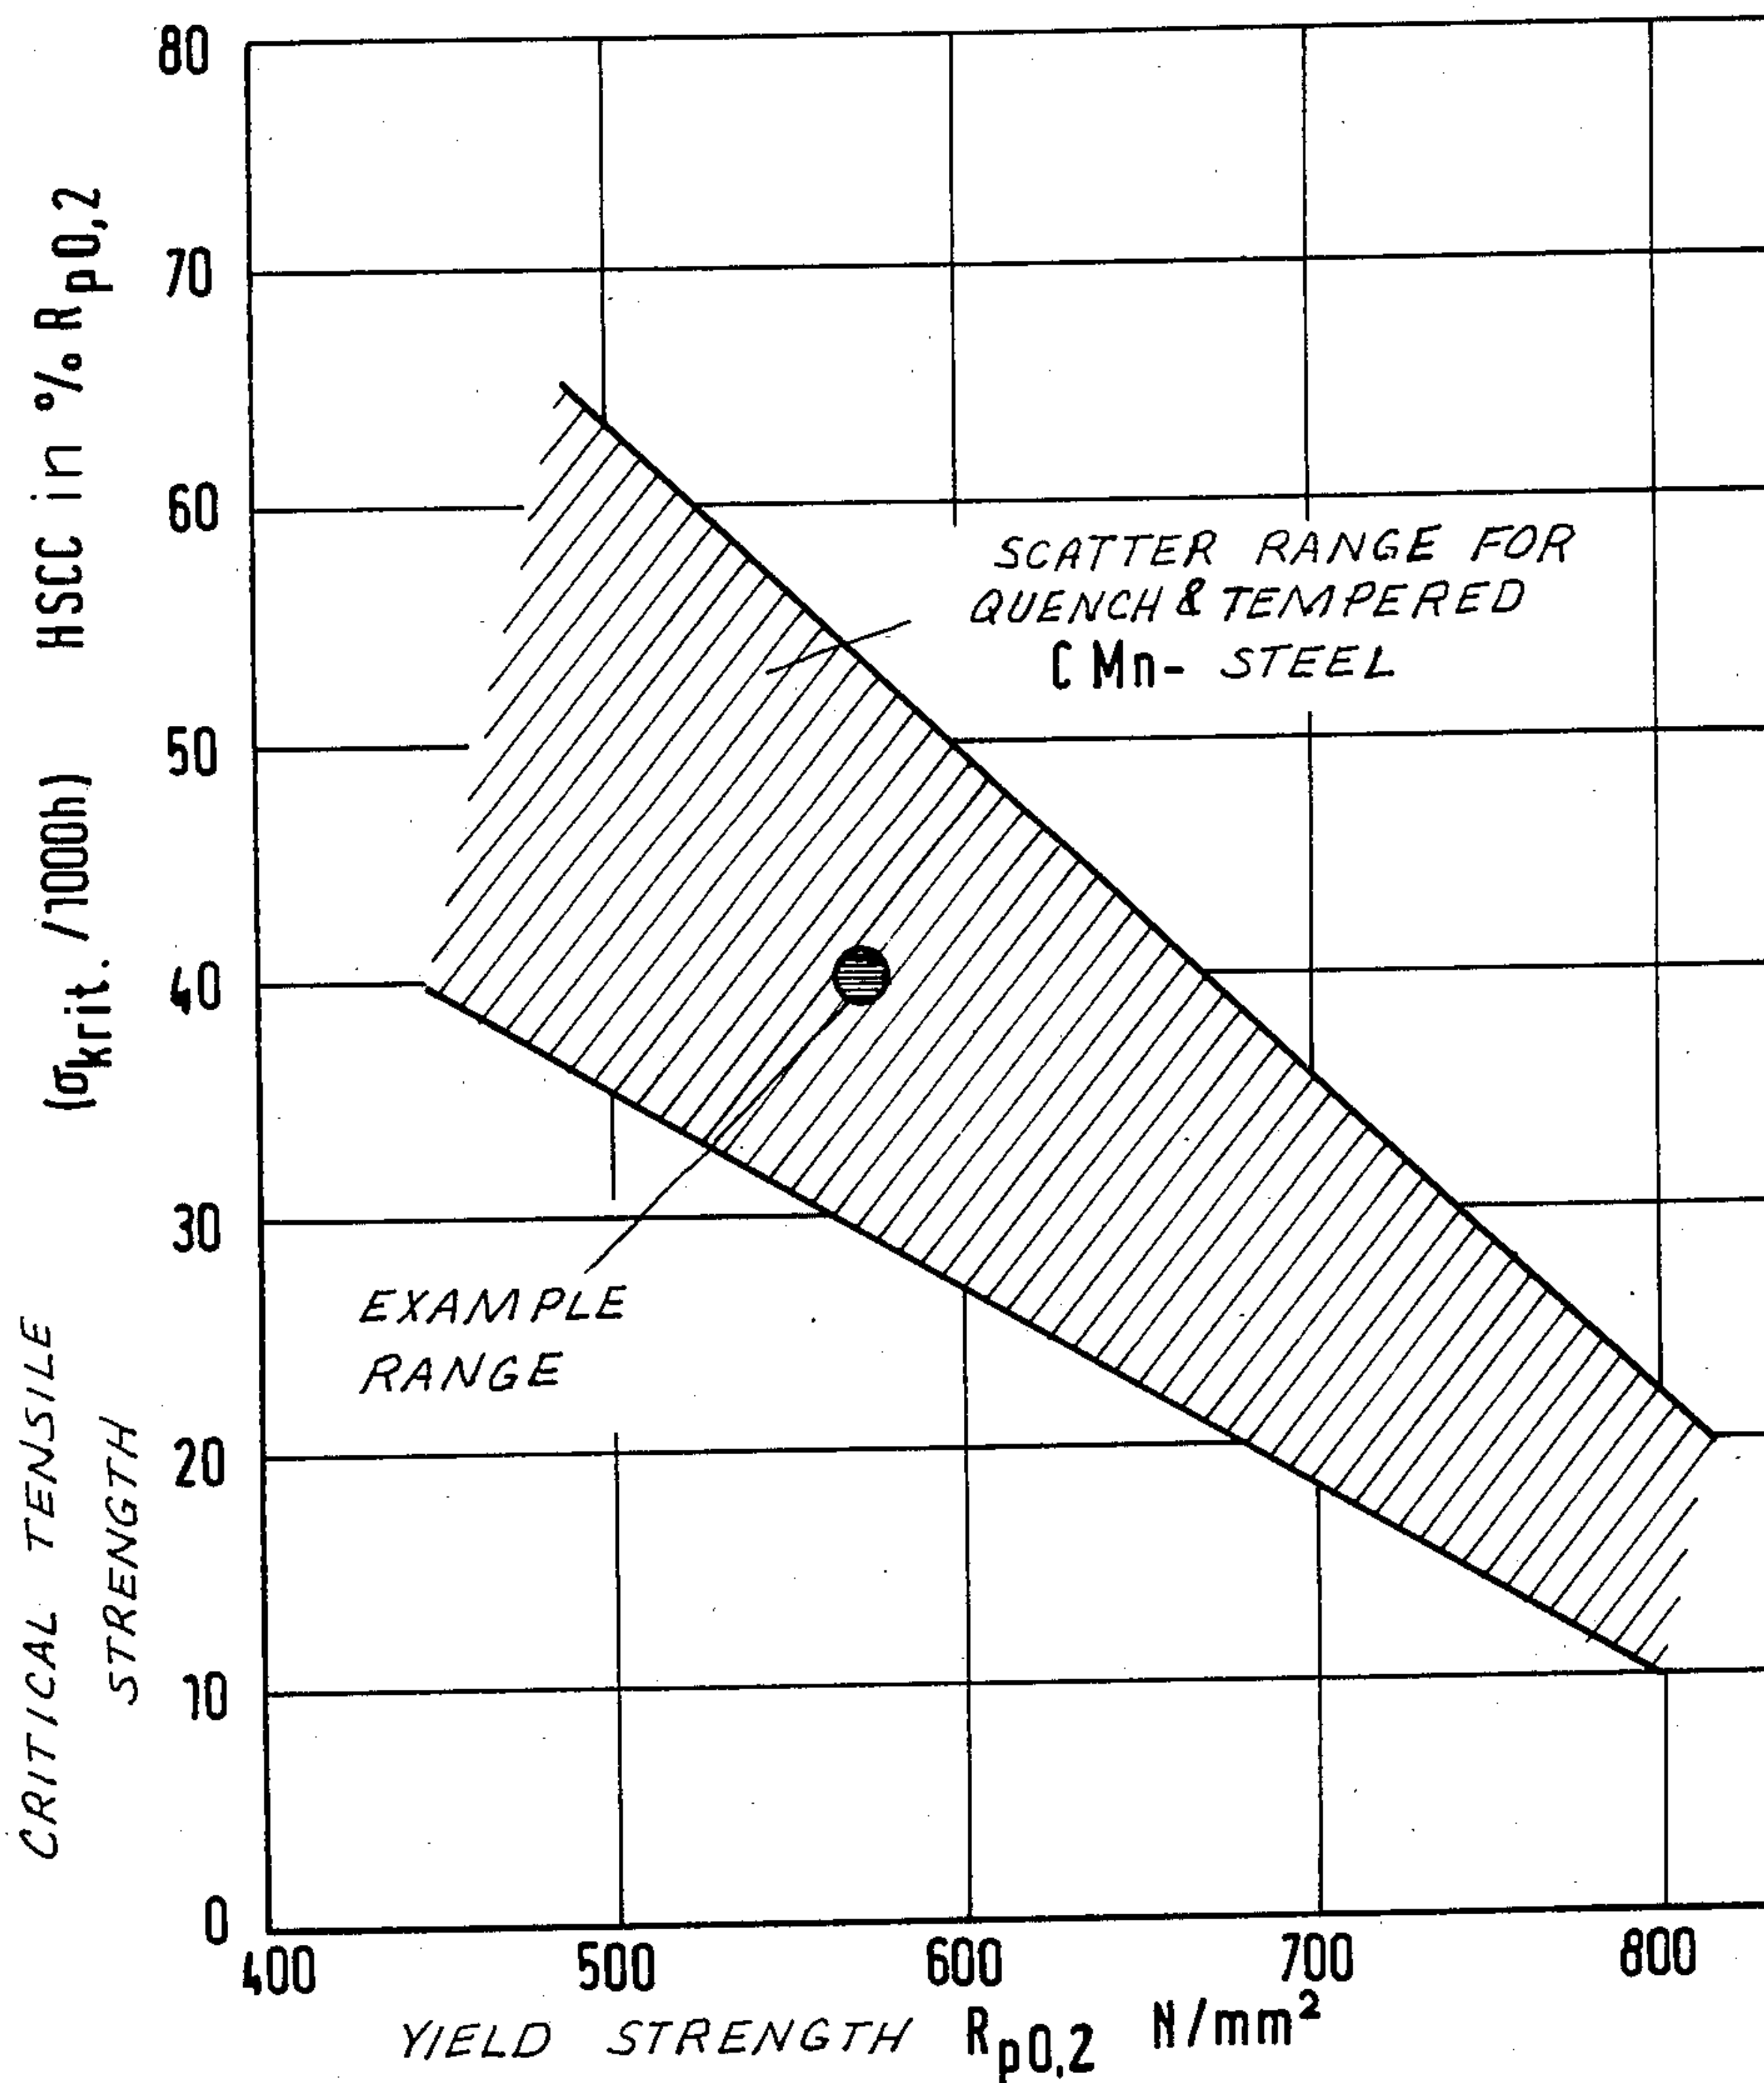 80
70
60
50
40
30
20
10
0
400
500
600
700
800
CRITICAL TENSILE
STRENGTH
(σkrit. /1000h) HSCC in % Rp0,2
SCATTER RANGE FOR
QUENCH & TEMPERED
CMn- STEEL
EXAMPLE
RANGE
YIELD STRENGTH Rp0,2 N/mm²